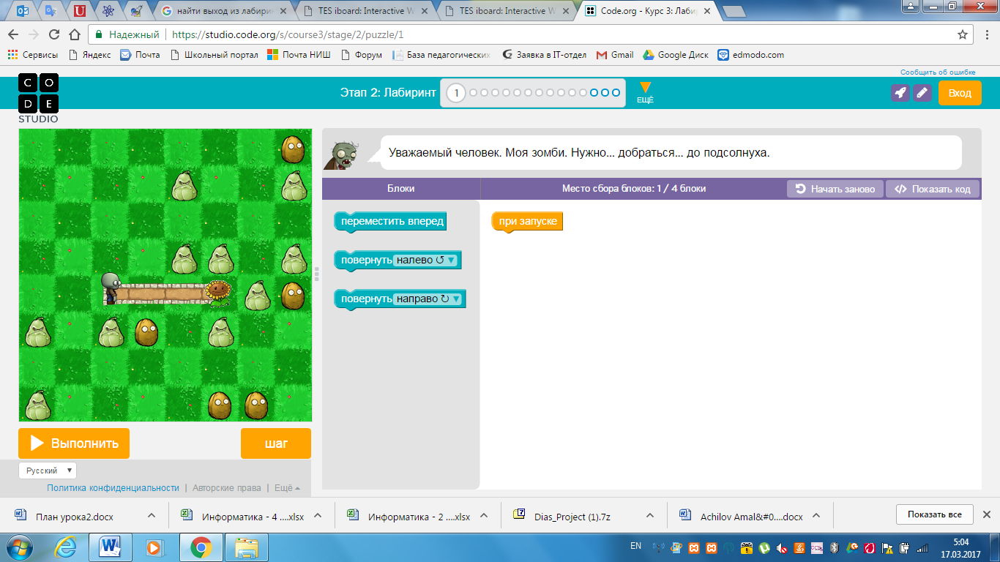 найти выход из лабири
TES iboard: Interactive W
TES iboard: Interactive W
Code.org - Курс 3: Лаби
Надежный https://studio.code.org/s/course3/stage/2/puzzle/1
Сервисы Яндекс Почта Школьный портал Почта НИШ Форум База педагогических Заявка в IT-отдел Gmail Google Диск edmodo.com
Сообщить об ошибке
C O D E
STUDIO
Этап 2: Лабиринт 1
ЕЩЁ
Вход
Уважаемый человек. Моя зомби. Нужно... добраться... до подсолнуха.
Блоки
Место сбора блоков: 1 / 4 блоки
Начать заново
Показать код
переместить вперед
при запуске
повернуть налево
повернуть направо
Выполнить
шаг
Русский
Политика конфиденциальности | Авторские права | Ещё
План урока2.docx
Информатика - 4 ....xlsx
Информатика - 2 ....xlsx
Dias_Project (1).7z
Achilov Amal&#0....docx
Показать все
EN
5:04
17.03.2017